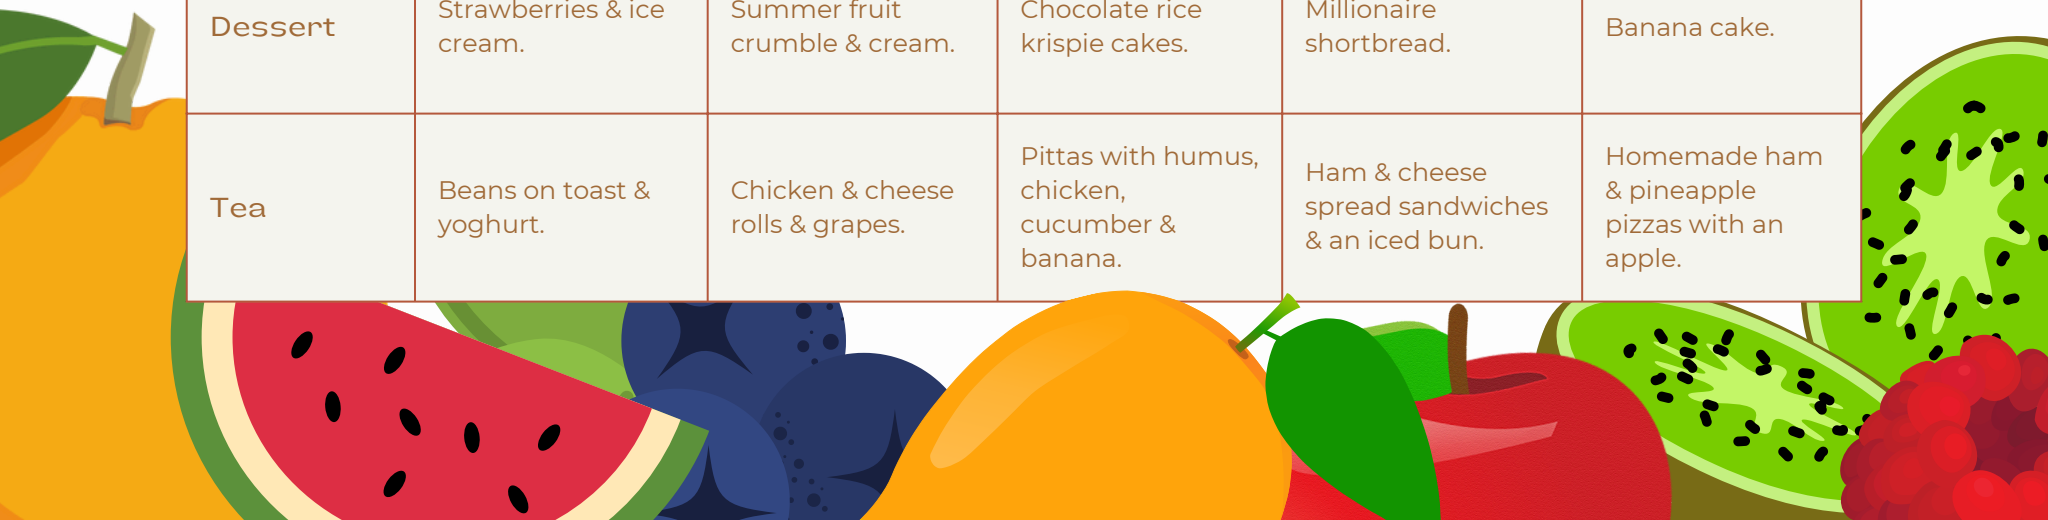 Dessert
Strawberries & ice
cream.
Summer fruit
crumble & cream.
Chocolate rice
krispie cakes.
Millionaire
shortbread.
Banana cake.
Tea
Beans on toast &
yoghurt.
Chicken & cheese
rolls & grapes.
Pittas with humus,
chicken,
cucumber &
banana.
Ham & cheese
spread sandwiches
& an iced bun.
Homemade ham
& pineapple
pizzas with an
apple.